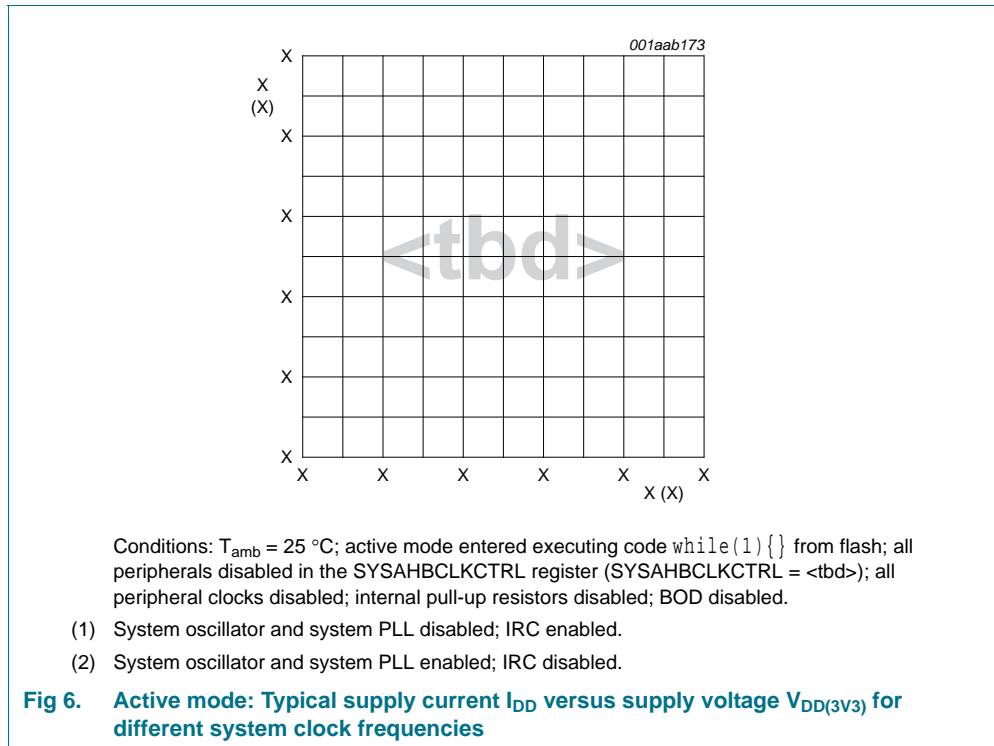 001aab173
X
X
(X)
X
X
<tbd>
X
X
X
X X X X X X
X (X)
Conditions: Tamb = 25 °C; active mode entered executing code while(1){} from flash; all
peripherals disabled in the SYSAHBCLKCTRL register (SYSAHBCLKCTRL = <tbd>); all
peripheral clocks disabled; internal pull-up resistors disabled; BOD disabled.
(1) System oscillator and system PLL disabled; IRC enabled.
(2) System oscillator and system PLL enabled; IRC disabled.
Fig 6. Active mode: Typical supply current IDD versus supply voltage VDD(3V3) for
different system clock frequencies